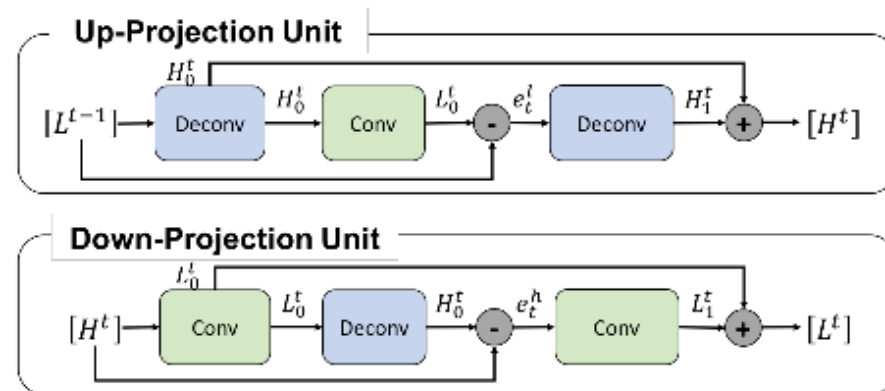 Up-Projection Unit
H_0^t
[L^{t-1}] Deconv H_0^t Conv L_0^t - e_t^l Deconv H_1^t + [H^t]
Down-Projection Unit
L_0^t
[H^t] Conv L_0^t Deconv H_0^t - e_t^h Conv L_1^t + [L^t]